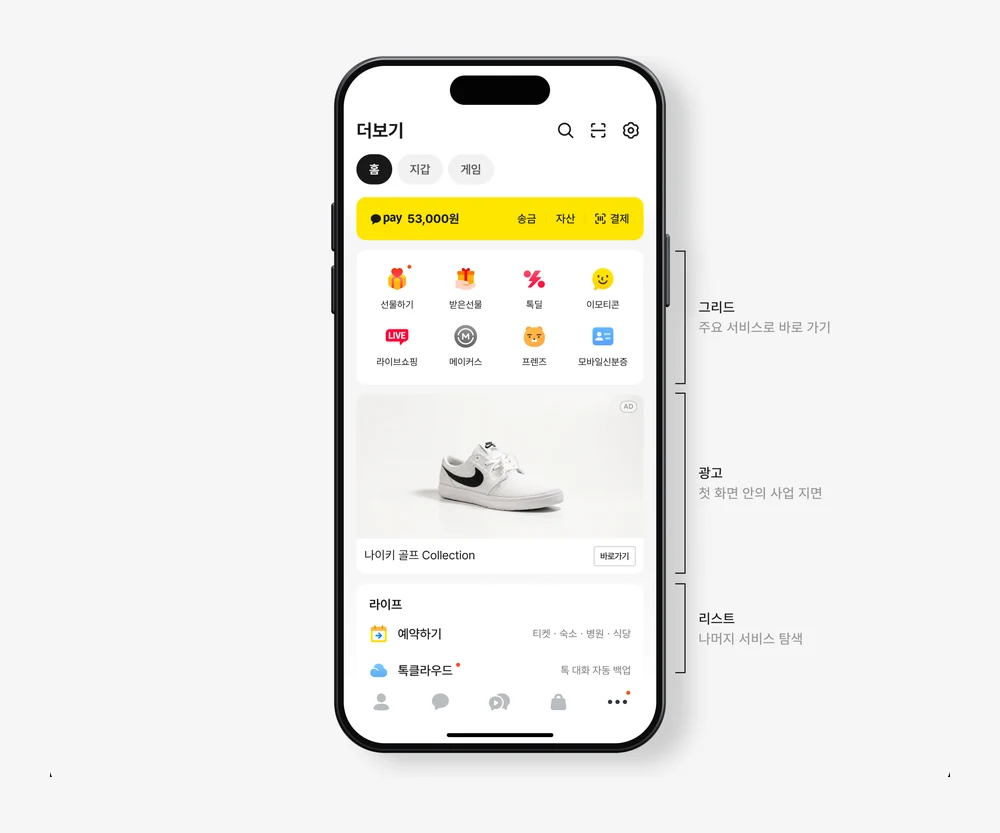 더보기
홈 지갑 게임
pay 53,000원 송금 자산 결제
선물하기 받은선물 톡딜 이모티콘
LIVE M
라이브쇼핑 메이커스 프렌즈 모바일신분증
그리드
주요 서비스로 바로 가기
AD
광고
첫 화면 안의 사업 지면
나이키 골프 Collection 바로가기
라이프
예약하기 티켓 · 숙소 · 병원 · 식당
톡클라우드 톡 대화 자동 백업
리스트
나머지 서비스 탐색